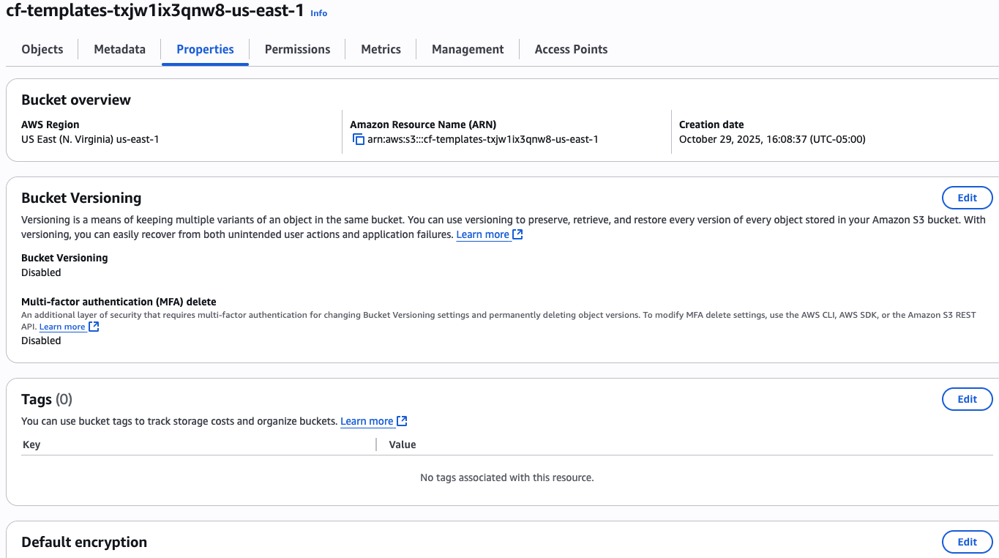 cf-templates-txjw1ix3qnw8-us-east-1 Info
Objects Metadata Properties Permissions Metrics Management Access Points
Bucket overview
AWS Region
US East (N. Virginia) us-east-1
Amazon Resource Name (ARN)
arn:aws:s3:::cf-templates-txjw1ix3qnw8-us-east-1
Creation date
October 29, 2025, 16:08:37 (UTC-05:00)
Bucket Versioning
Edit
Versioning is a means of keeping multiple variants of an object in the same bucket. You can use versioning to preserve, retrieve, and restore every version of every object stored in your Amazon S3 bucket. With
versioning, you can easily recover from both unintended user actions and application failures. Learn more
Bucket Versioning
Disabled
Multi-factor authentication (MFA) delete
An additional layer of security that requires multi-factor authentication for changing Bucket Versioning settings and permanently deleting object versions. To modify MFA delete settings, use the AWS CLI, AWS SDK, or the Amazon S3 REST
API. Learn more
Disabled
Tags (0)
Edit
You can use bucket tags to track storage costs and organize buckets. Learn more
Key Value
No tags associated with this resource.
Default encryption
Edit